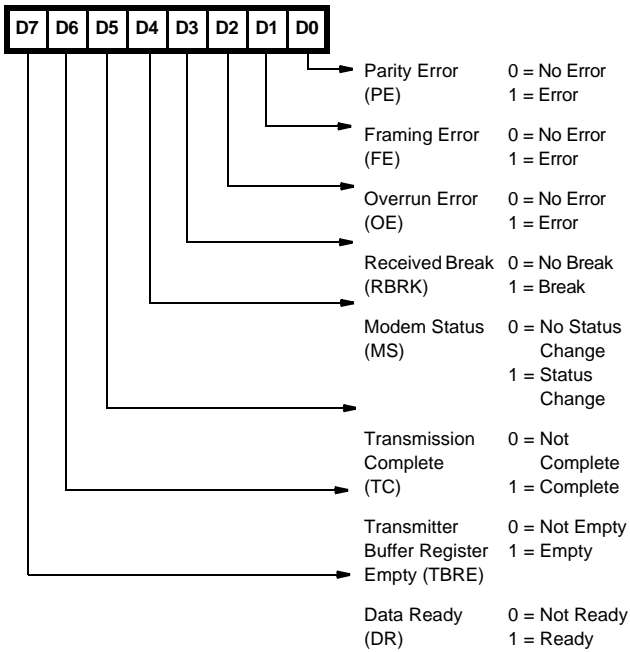 D7 D6 D5 D4 D3 D2 D1 D0
Parity Error 0 = No Error
(PE) 1 = Error
Framing Error 0 = No Error
(FE) 1 = Error
Overrun Error 0 = No Error
(OE) 1 = Error
Received Break 0 = No Break
(RBRK) 1 = Break
Modem Status 0 = No Status
(MS) Change
1 = Status
Change
Transmission 0 = Not
Complete Complete
(TC) 1 = Complete
Transmitter 0 = Not Empty
Buffer Register 1 = Empty
Empty (TBRE)
Data Ready 0 = Not Ready
(DR) 1 = Ready